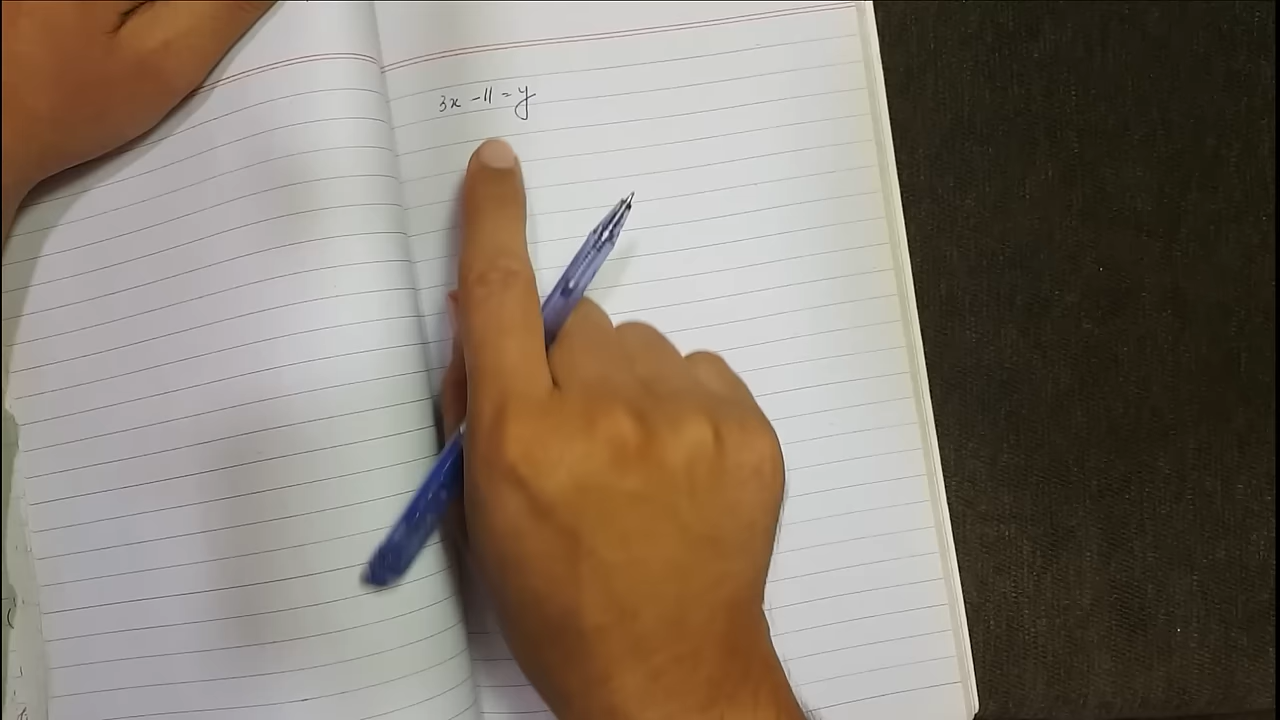 3x - 11 = y